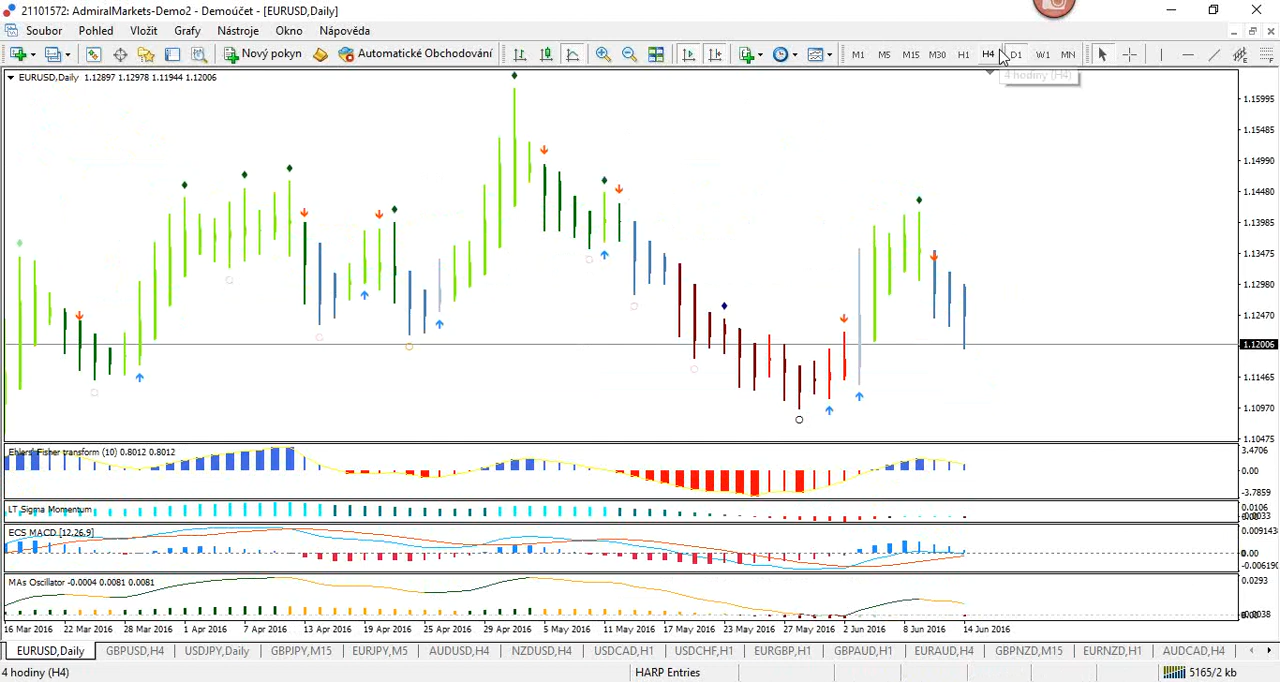 21101572: AdmiralMarkets-Demo2 - Demoúčet - [EURUSD,Daily]
Soubor Pohled Vložit Grafy Nástroje Okno Nápověda
Nový pokyn Automatické Obchodování M1 M5 M15 M30 H1 H4 D1 W1 MN
4 hodiny (H4)
EURUSD,Daily 1.12897 1.12978 1.11944 1.12006
1.15995
1.15485
1.14990
1.14480
1.13985
1.13475
1.12980
1.12470
1.12006
1.11465
1.10970
1.10475
Ehlers Fisher transform (10) 0.8012 0.8012
3.4706
0.00
-3.7859
LT Sigma Momentum
0.0106
ECS MACD [12,26,9]
0.009143
0.00
-0.006190
MAs Oscillator -0.0004 0.0081 0.0081
0.0293
16 Mar 2016 22 Mar 2016 28 Mar 2016 1 Apr 2016 7 Apr 2016 13 Apr 2016 19 Apr 2016 25 Apr 2016 29 Apr 2016 5 May 2016 11 May 2016 17 May 2016 23 May 2016 27 May 2016 2 Jun 2016 8 Jun 2016 14 Jun 2016
EURUSD,Daily GBPUSD,H4 USDJPY,Daily GBPJPY,M15 EURJPY,M5 AUDUSD,H4 NZDUSD,H4 USDCAD,H1 USDCHF,H1 EURGBP,H1 GBPAUD,H1 EURAUD,H4 GBPNZD,M15 EURNZD,H1 AUDCAD,H4
4 hodiny (H4) HARP Entries 5165/2 kb